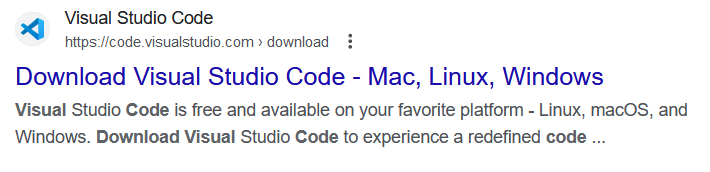 Visual Studio Code
https://code.visualstudio.com › download
Download Visual Studio Code - Mac, Linux, Windows
Visual Studio Code is free and available on your favorite platform - Linux, macOS, and
Windows. Download Visual Studio Code to experience a redefined code ...